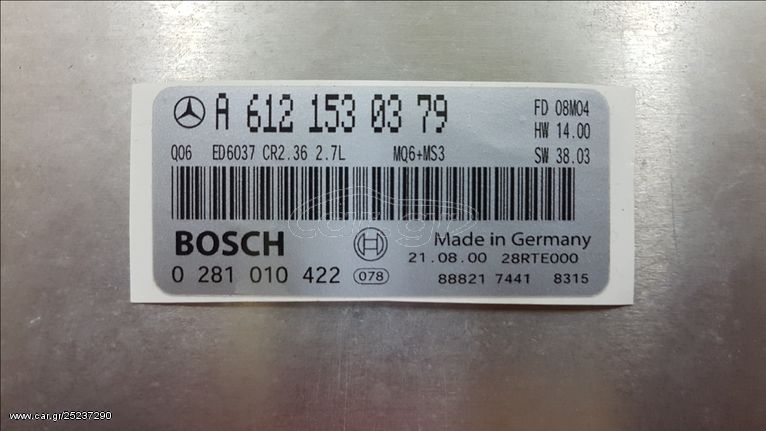 A 612 153 03 79
FD 08M04
HW 14.00
Q06 ED6037 CR2.36 2.7L MQ6+MS3 SW 38.03
car.gr
BOSCH
Made in Germany
21.08.00 28RTE000
0 281 010 422 078
88821 7441 8315
www.car.gr/25237290